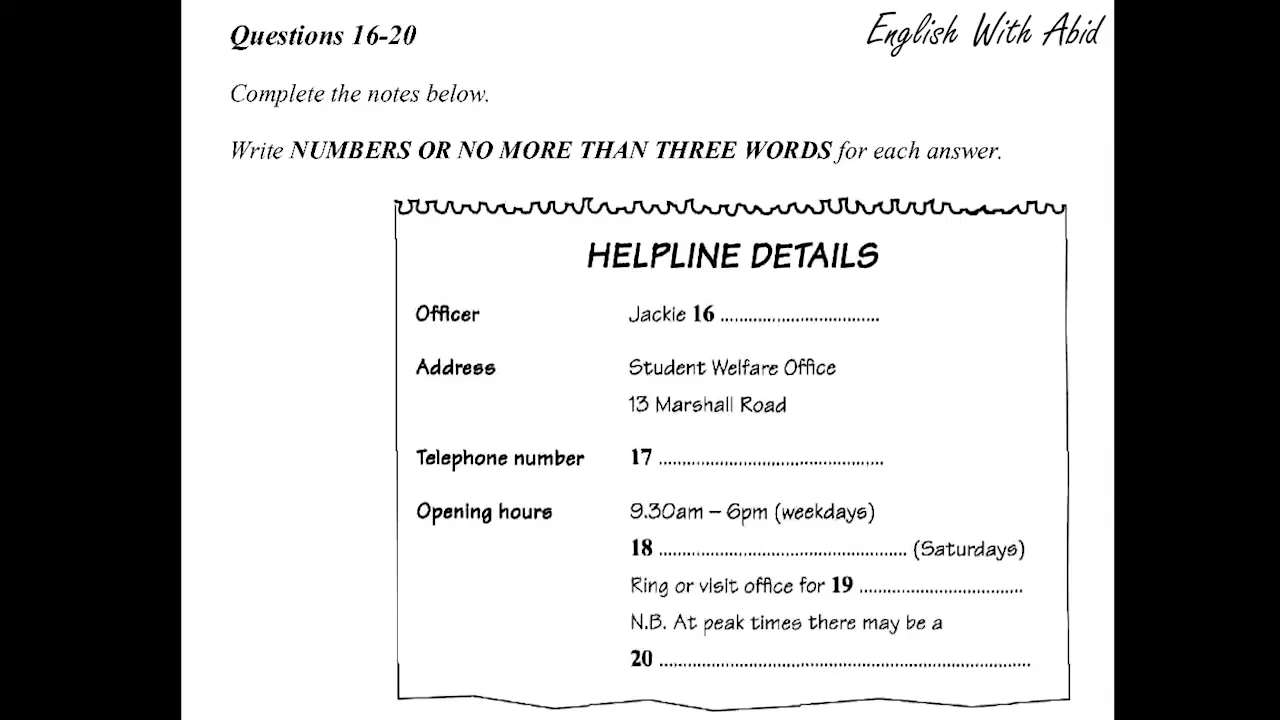 Questions 16-20
English With Abid
Complete the notes below.
Write NUMBERS OR NO MORE THAN THREE WORDS for each answer.
HELPLINE DETAILS
Officer Jackie 16 ................................
Address Student Welfare Office
13 Marshall Road
Telephone number 17 .............................................
Opening hours 9.30am – 6pm (weekdays)
18 .................................................. (Saturdays)
Ring or visit office for 19 .................................
N.B. At peak times there may be a
20 ..........................................................................